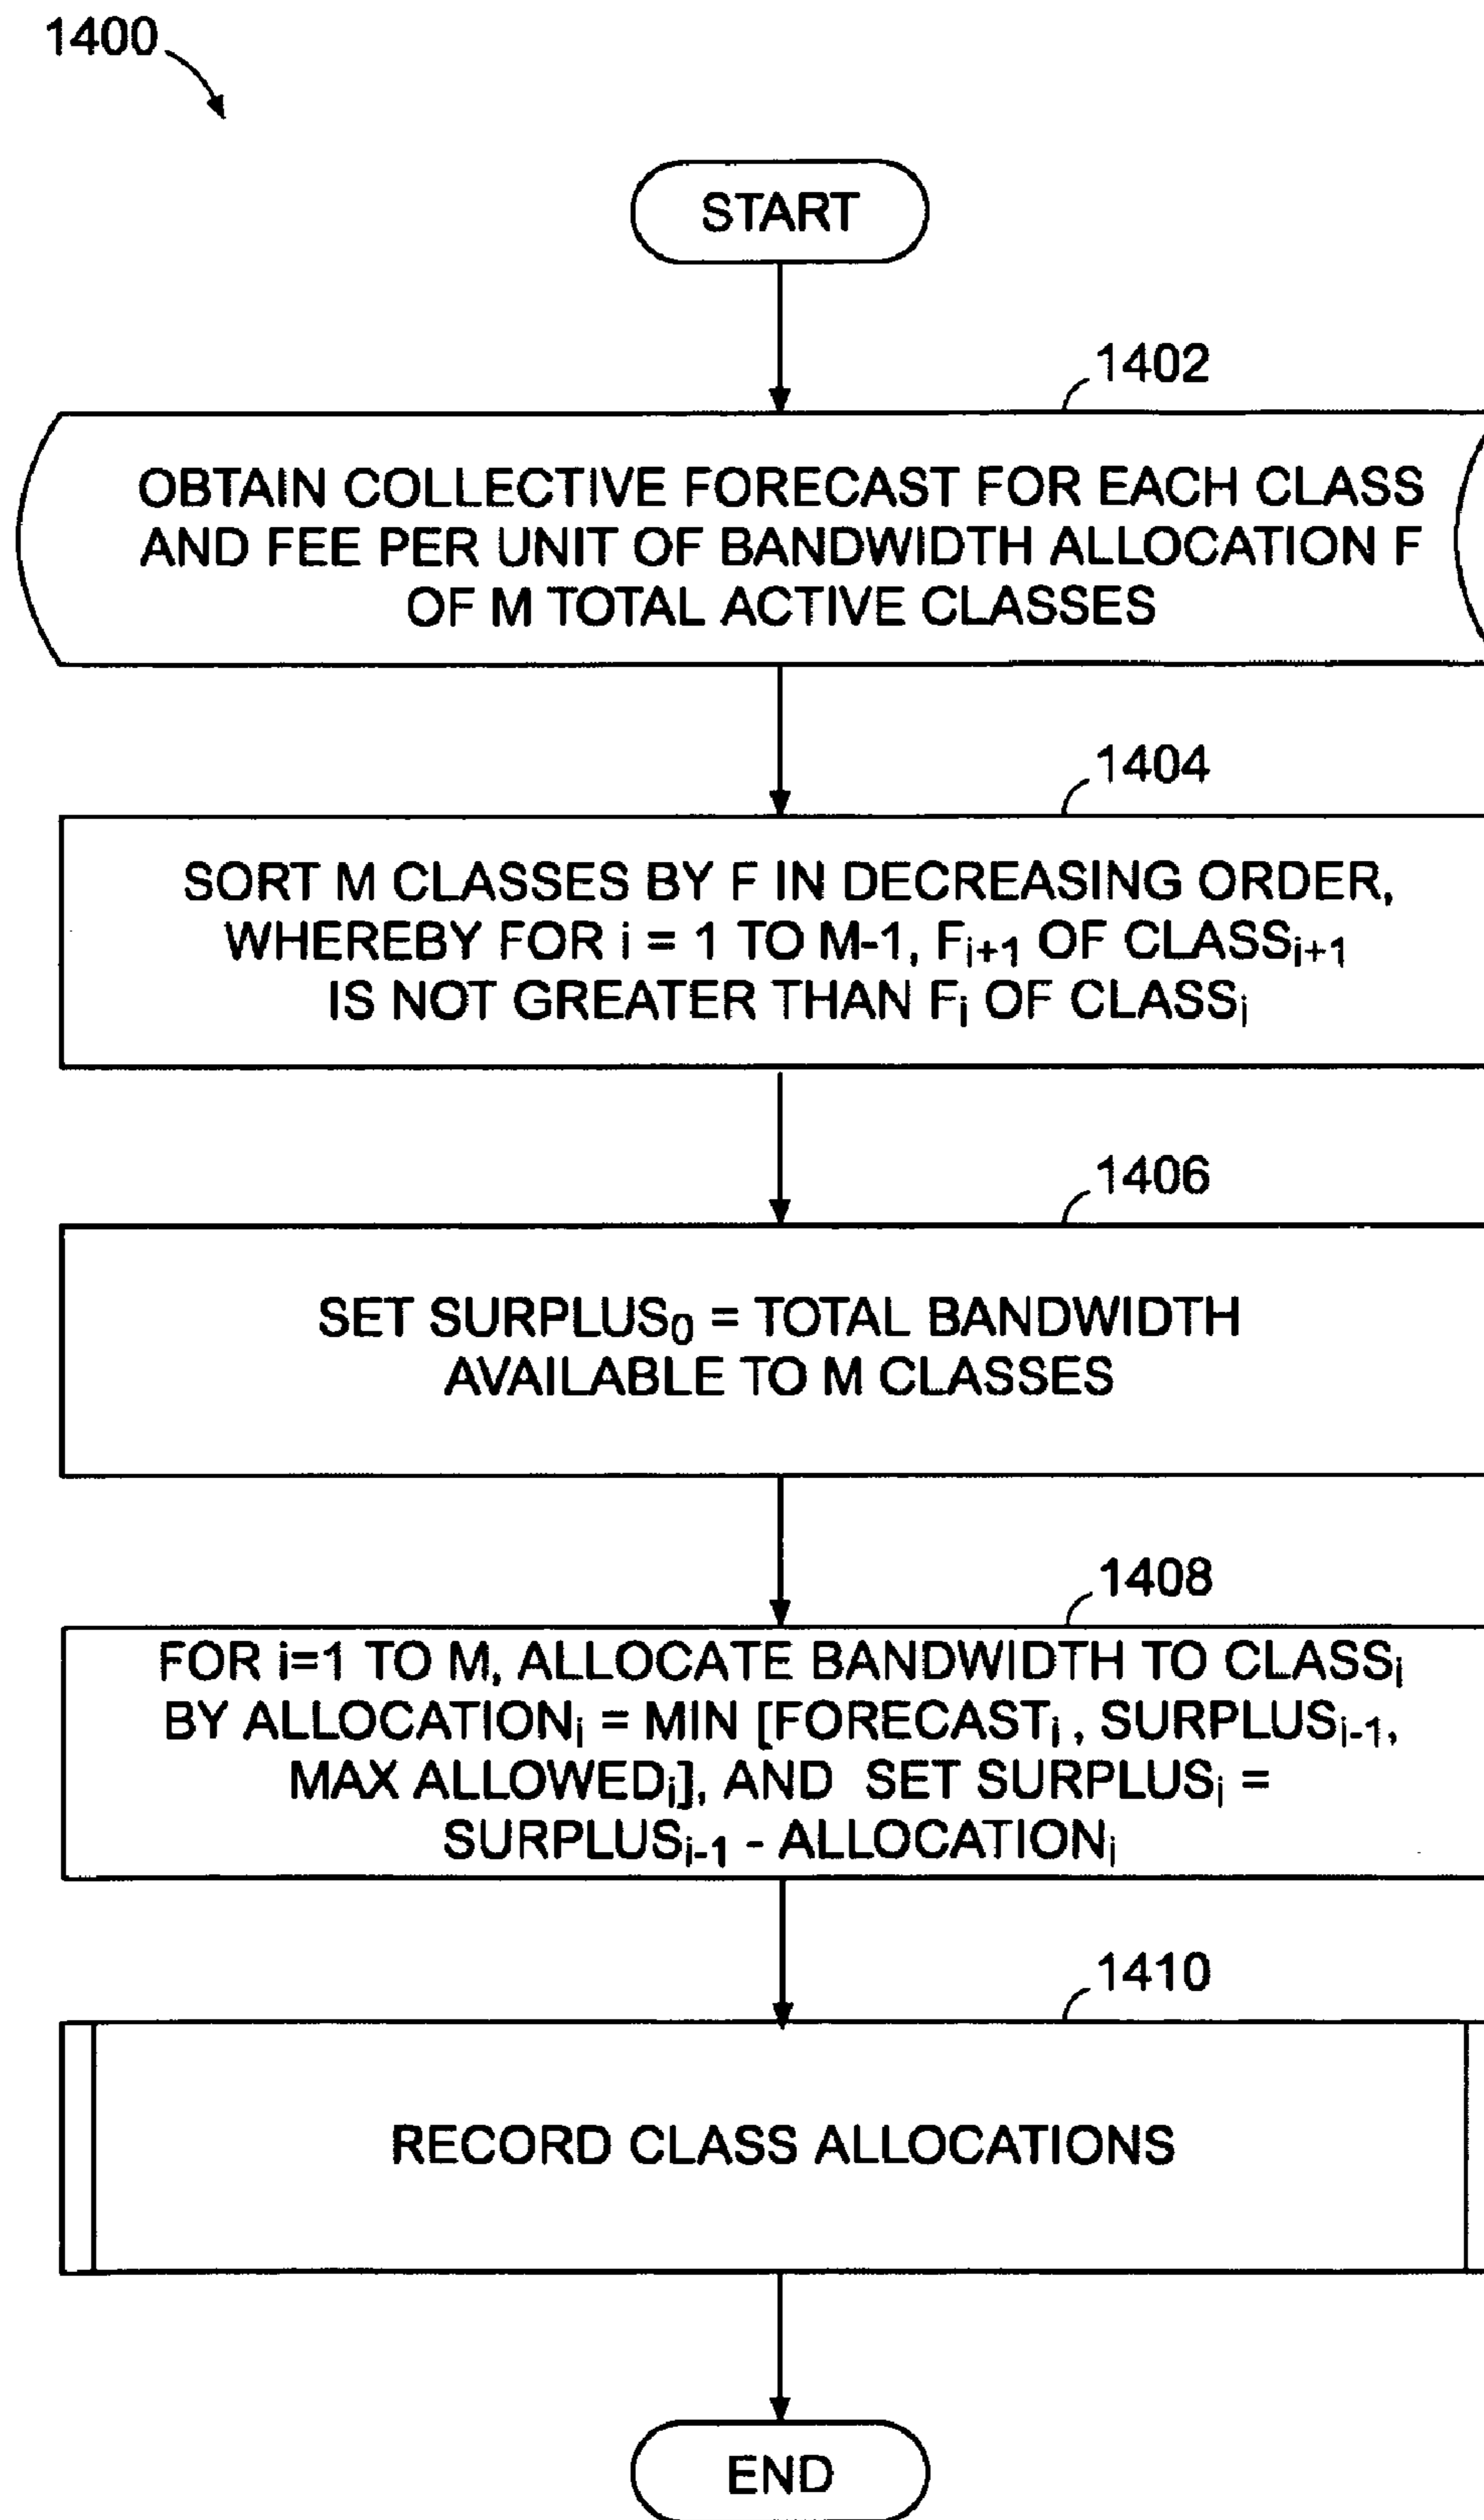 1400
START
1402
OBTAIN COLLECTIVE FORECAST FOR EACH CLASS
AND FEE PER UNIT OF BANDWIDTH ALLOCATION F
OF M TOTAL ACTIVE CLASSES
1404
SORT M CLASSES BY F IN DECREASING ORDER,
WHEREBY FOR i = 1 TO M-1, Fi+1 OF CLASSi+1
IS NOT GREATER THAN Fi OF CLASSi
1406
SET SURPLUS0 = TOTAL BANDWIDTH
AVAILABLE TO M CLASSES
1408
FOR i=1 TO M, ALLOCATE BANDWIDTH TO CLASSi
BY ALLOCATIONi = MIN [FORECASTi , SURPLUSi-1,
MAX ALLOWEDi], AND SET SURPLUSi =
SURPLUSi-1 - ALLOCATIONi
1410
RECORD CLASS ALLOCATIONS
END